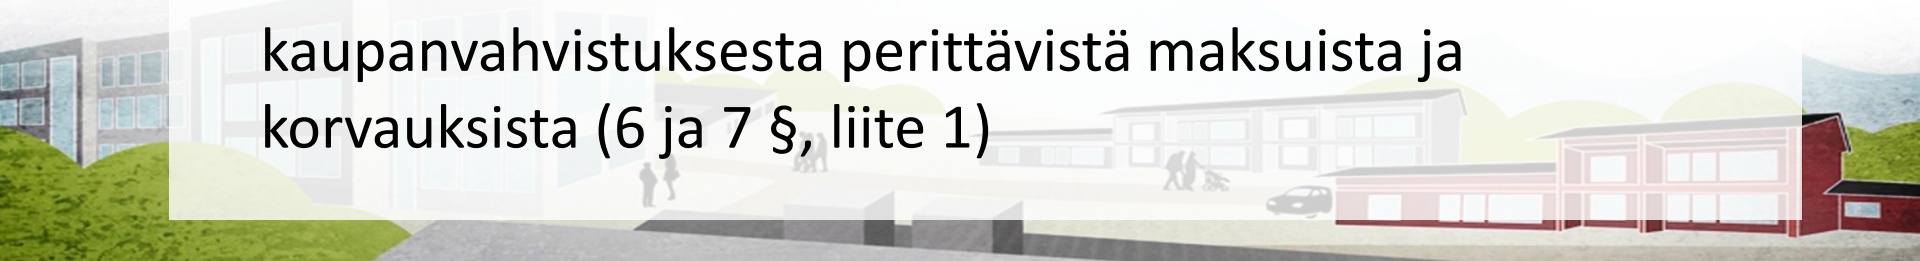 kaupanvahvistuksesta perittävistä maksuista ja
korvauksista (6 ja 7 §, liite 1)